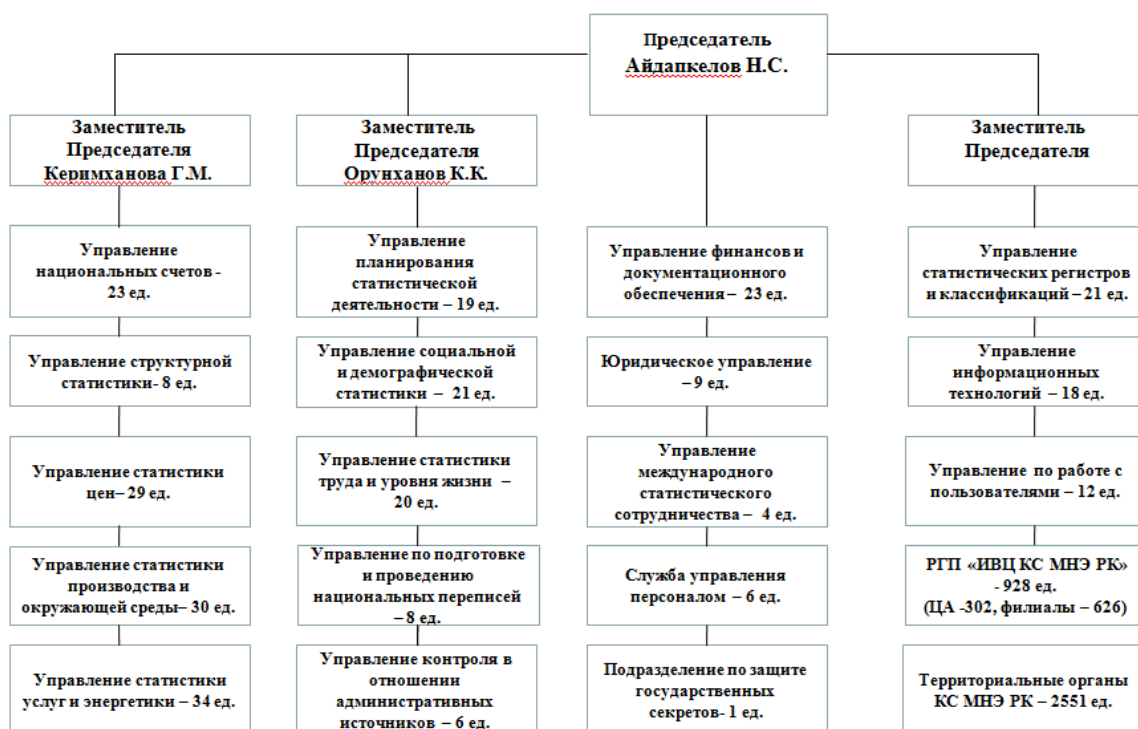 Председатель
Айдапкелов Н.С.
Заместитель
Председателя
Керимханова Г.М.
Заместитель
Председателя
Орунханов К.К.
Заместитель
Председателя
Управление
национальных счетов -
23 ед.
Управление структурной
статистики- 8 ед.
Управление статистики
цен– 29 ед.
Управление статистики
производства и
окружающей среды– 30 ед.
Управление статистики
услуг и энергетики – 34 ед.
Управление
планирования
статистической
деятельности – 19 ед.
Управление социальной
и демографической
статистики – 21 ед.
Управление статистики
труда и уровня жизни –
20 ед.
Управление по подготовке
и проведению
национальных переписей
– 8 ед.
Управление контроля в
отношении
административных
источников – 6 ед.
Управление финансов и
документационного
обеспечения – 23 ед.
Юридическое управление
– 9 ед.
Управление
международного
статистического
сотрудничества – 4 ед.
Служба управления
персоналом – 6 ед.
Подразделение по защите
государственных
секретов- 1 ед.
Управление
статистических регистров
и классификаций – 21 ед.
Управление
информационных
технологий – 18 ед.
Управление по работе с
пользователями – 12 ед.
РГП «ИВЦ КС МНЭ РК»
- 928 ед.
(ЦА -302, филиалы – 626)
Территориальные органы
КС МНЭ РК – 2551 ед.